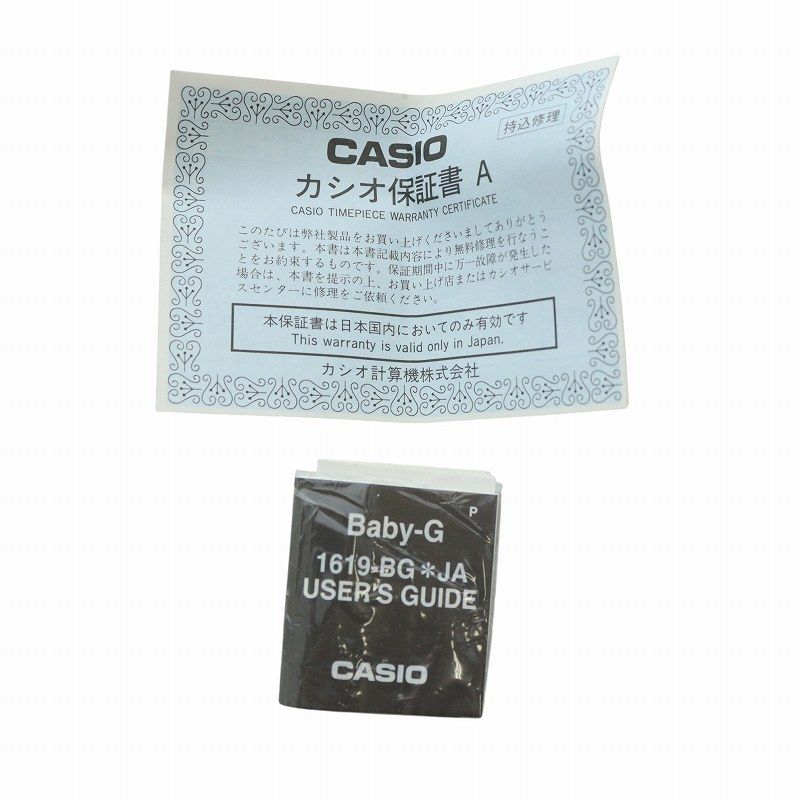 持込修理
CASIO
カシオ保証書 A
CASIO TIMEPIECE WARRANTY CERTIFICATE
このたびは弊社製品をお買い上げくださいましてありがとう
ございます。本書は本書記載内容により無料修理を行なうこ
とをお約束するものです。保証期間中に万一故障が発生した
場合は、本書を提示の上、お買い上げ店またはカシオサービ
スセンターに修理をご依頼ください。
本保証書は日本国内においてのみ有効です
This warranty is valid only in Japan.
カシオ計算機株式会社
P
Baby-G
1619-BG＊JA
USER'S GUIDE
CASIO